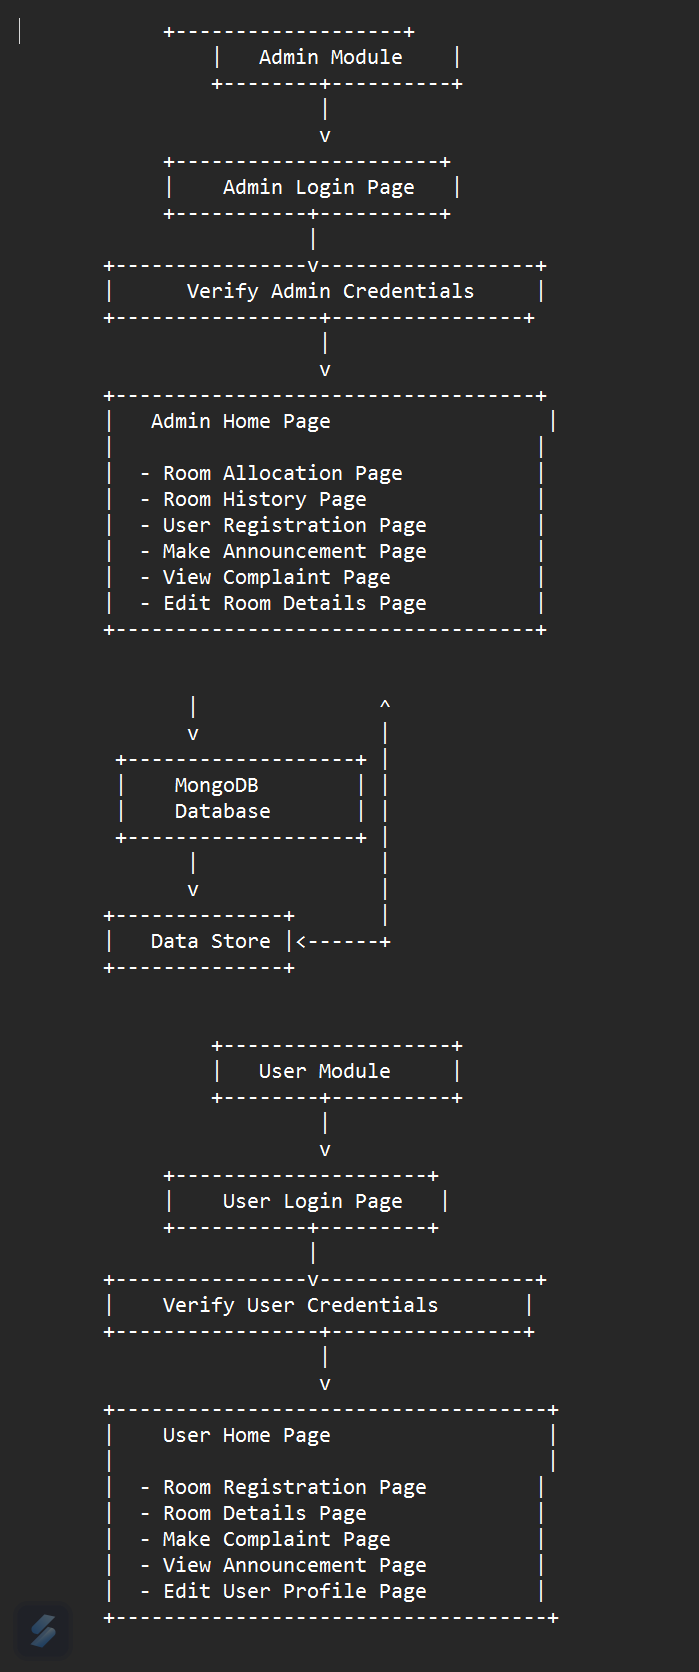 +-------------------+
|   Admin Module    |
+--------+----------+
|
v
+----------------------+
|    Admin Login Page   |
+-----------+----------+
|
+----------------v------------------+
|      Verify Admin Credentials     |
+-----------------+----------------+
|
v
+-----------------------------------+
|   Admin Home Page                  |
|                                   |
|  - Room Allocation Page           |
|  - Room History Page              |
|  - User Registration Page         |
|  - Make Announcement Page         |
|  - View Complaint Page            |
|  - Edit Room Details Page         |
+-----------------------------------+
|               ^
v               |
+-------------------+ |
|    MongoDB        | |
|    Database       | |
+-------------------+ |
|               |
v               |
+--------------+       |
|   Data Store |<------+
+--------------+
+-------------------+
|   User Module     |
+--------+----------+
|
v
+---------------------+
|    User Login Page   |
+-----------+---------+
|
+----------------v------------------+
|    Verify User Credentials       |
+-----------------+----------------+
|
v
+------------------------------------+
|    User Home Page                  |
|                                    |
|  - Room Registration Page         |
|  - Room Details Page              |
|  - Make Complaint Page            |
|  - View Announcement Page         |
|  - Edit User Profile Page         |
+------------------------------------+